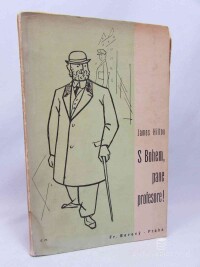 James Hilton
S Bohem,
pane
profesore!
Fr. Borový - Praha